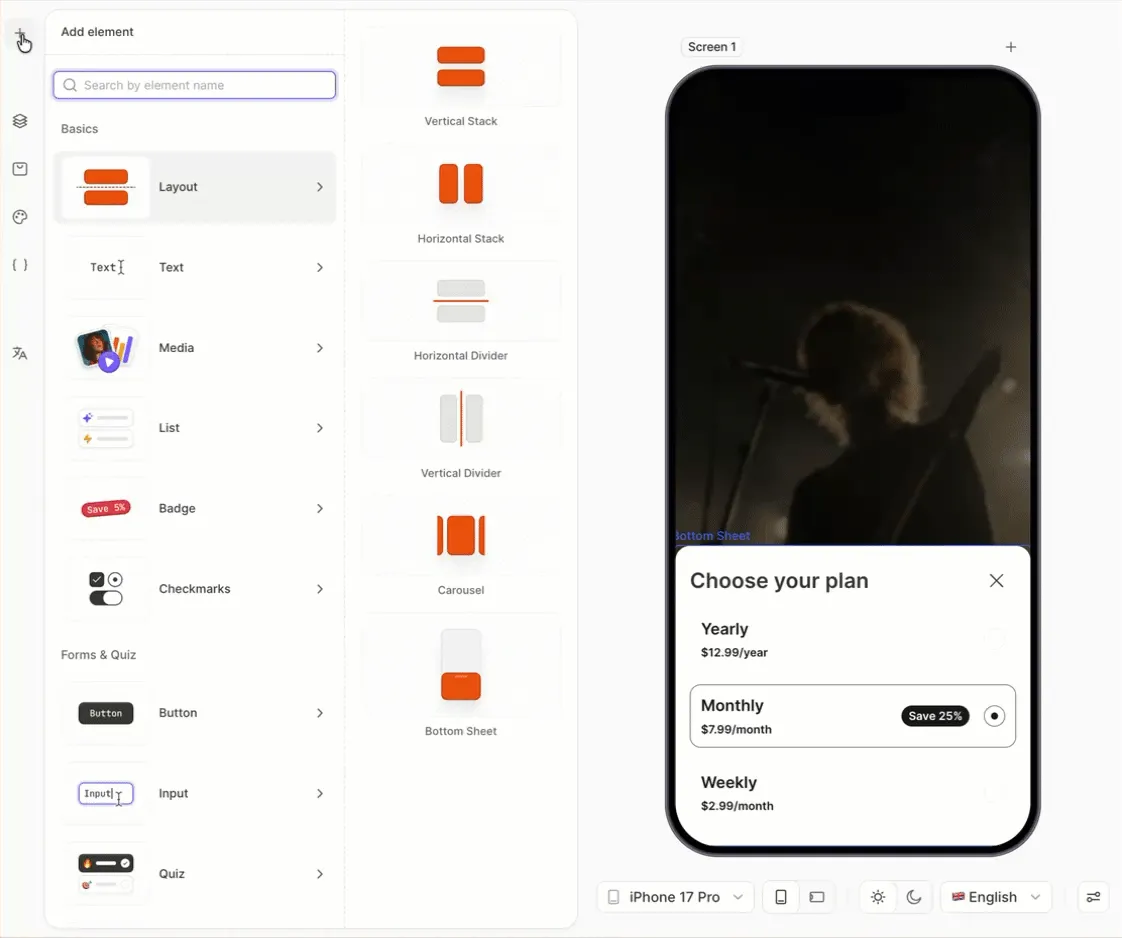 Add element
Search by element name
Basics
Layout
Text
Text
Media
List
Save 5%
Badge
Checkmarks
Forms & Quiz
Button
Button
Input
Input
Quiz
Vertical Stack
Horizontal Stack
Horizontal Divider
Vertical Divider
Carousel
Bottom Sheet
Screen 1
Bottom Sheet
Choose your plan
Yearly
$12.99/year
Monthly
$7.99/month
Save 25%
Weekly
$2.99/month
iPhone 17 Pro
English